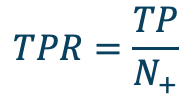 TPR = TP / N₊